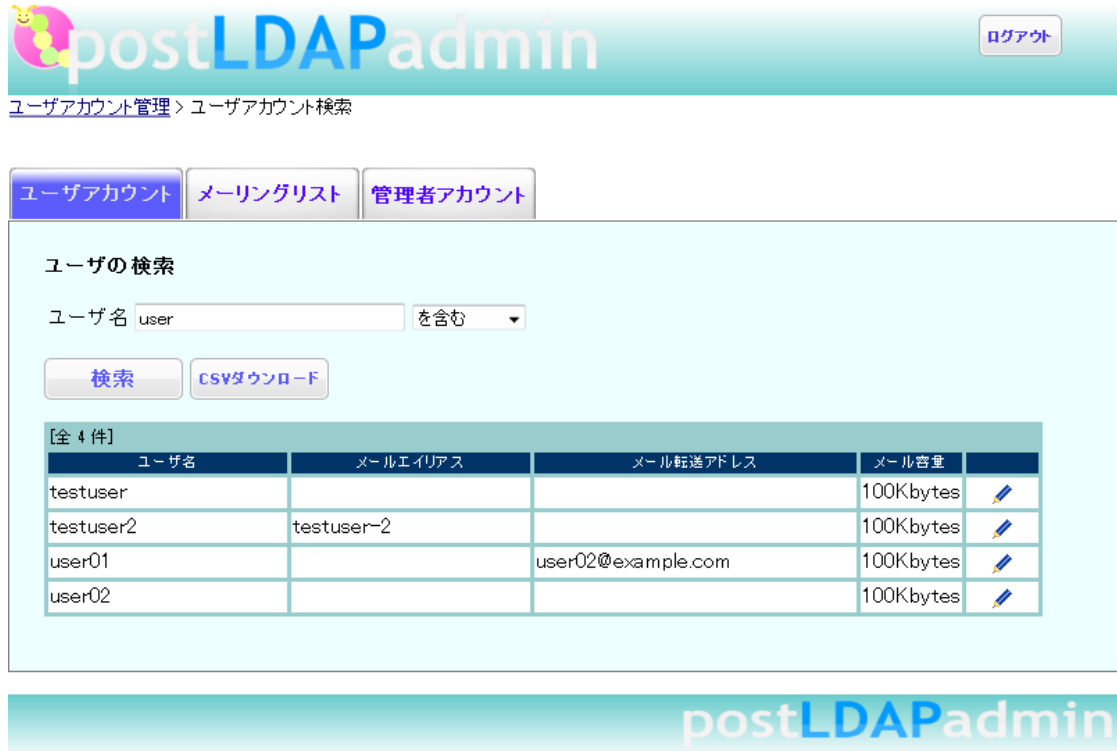 postLDAPadmin
ログアウト
ユーザアカウント管理 > ユーザアカウント検索
ユーザアカウント メーリングリスト 管理者アカウント
ユーザの検索
ユーザ名 user を含む
検索 CSVダウンロード
[全 4 件]
ユーザ名 メールエイリアス メール転送アドレス メール容量
testuser 100Kbytes
testuser2 testuser-2 100Kbytes
user01 user02@example.com 100Kbytes
user02 100Kbytes
postLDAPadmin